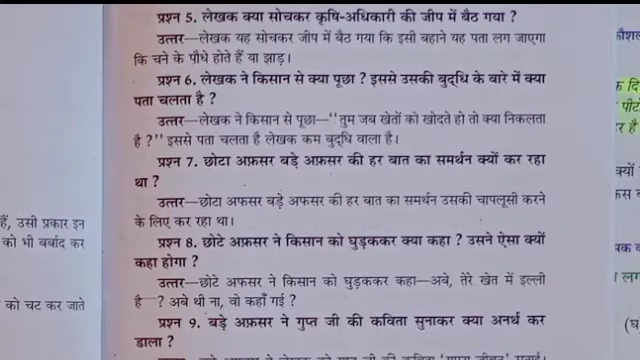 प्रश्न 5. लेखक क्या सोचकर कृषि-अधिकारी की जीप में बैठ गया ?
उत्तर—लेखक यह सोचकर जीप में बैठ गया कि इसी बहाने यह पता लग जाएगा
कि चने के पौधे होते हैं या झाड़।
प्रश्न 6. लेखक ने किसान से क्या पूछा ? इससे उसकी बुद्धि के बारे में क्या
पता चलता है ?
उत्तर—लेखक ने किसान से पूछा—''तुम जब खेतों को खोदते हो तो क्या निकलता
है ?'' इससे पता चलता है लेखक कम बुद्धि वाला है।
प्रश्न 7. छोटा अफ़सर बड़े अफ़सर की हर बात का समर्थन क्यों कर रहा
था ?
उत्तर—छोटा अफसर बड़े अफसर की हर बात का समर्थन उसकी चापलूसी करने
के लिए कर रहा था।
प्रश्न 8. छोटे अफ़सर ने किसान को घुड़ककर क्या कहा ? उसने ऐसा क्यों
कहा होगा ?
उत्तर—छोटे अफसर ने किसान को घुड़ककर कहा—अबे, तेरे खेत में इल्ली
है ? अबे थी ना, वो कहाँ गई ?
प्रश्न 9. बड़े अफ़सर ने गुप्त जी की कविता सुनाकर क्या अनर्थ कर
डाला ?
हैं, उसी प्रकार इन
को भी बर्बाद कर
को चट कर जाते